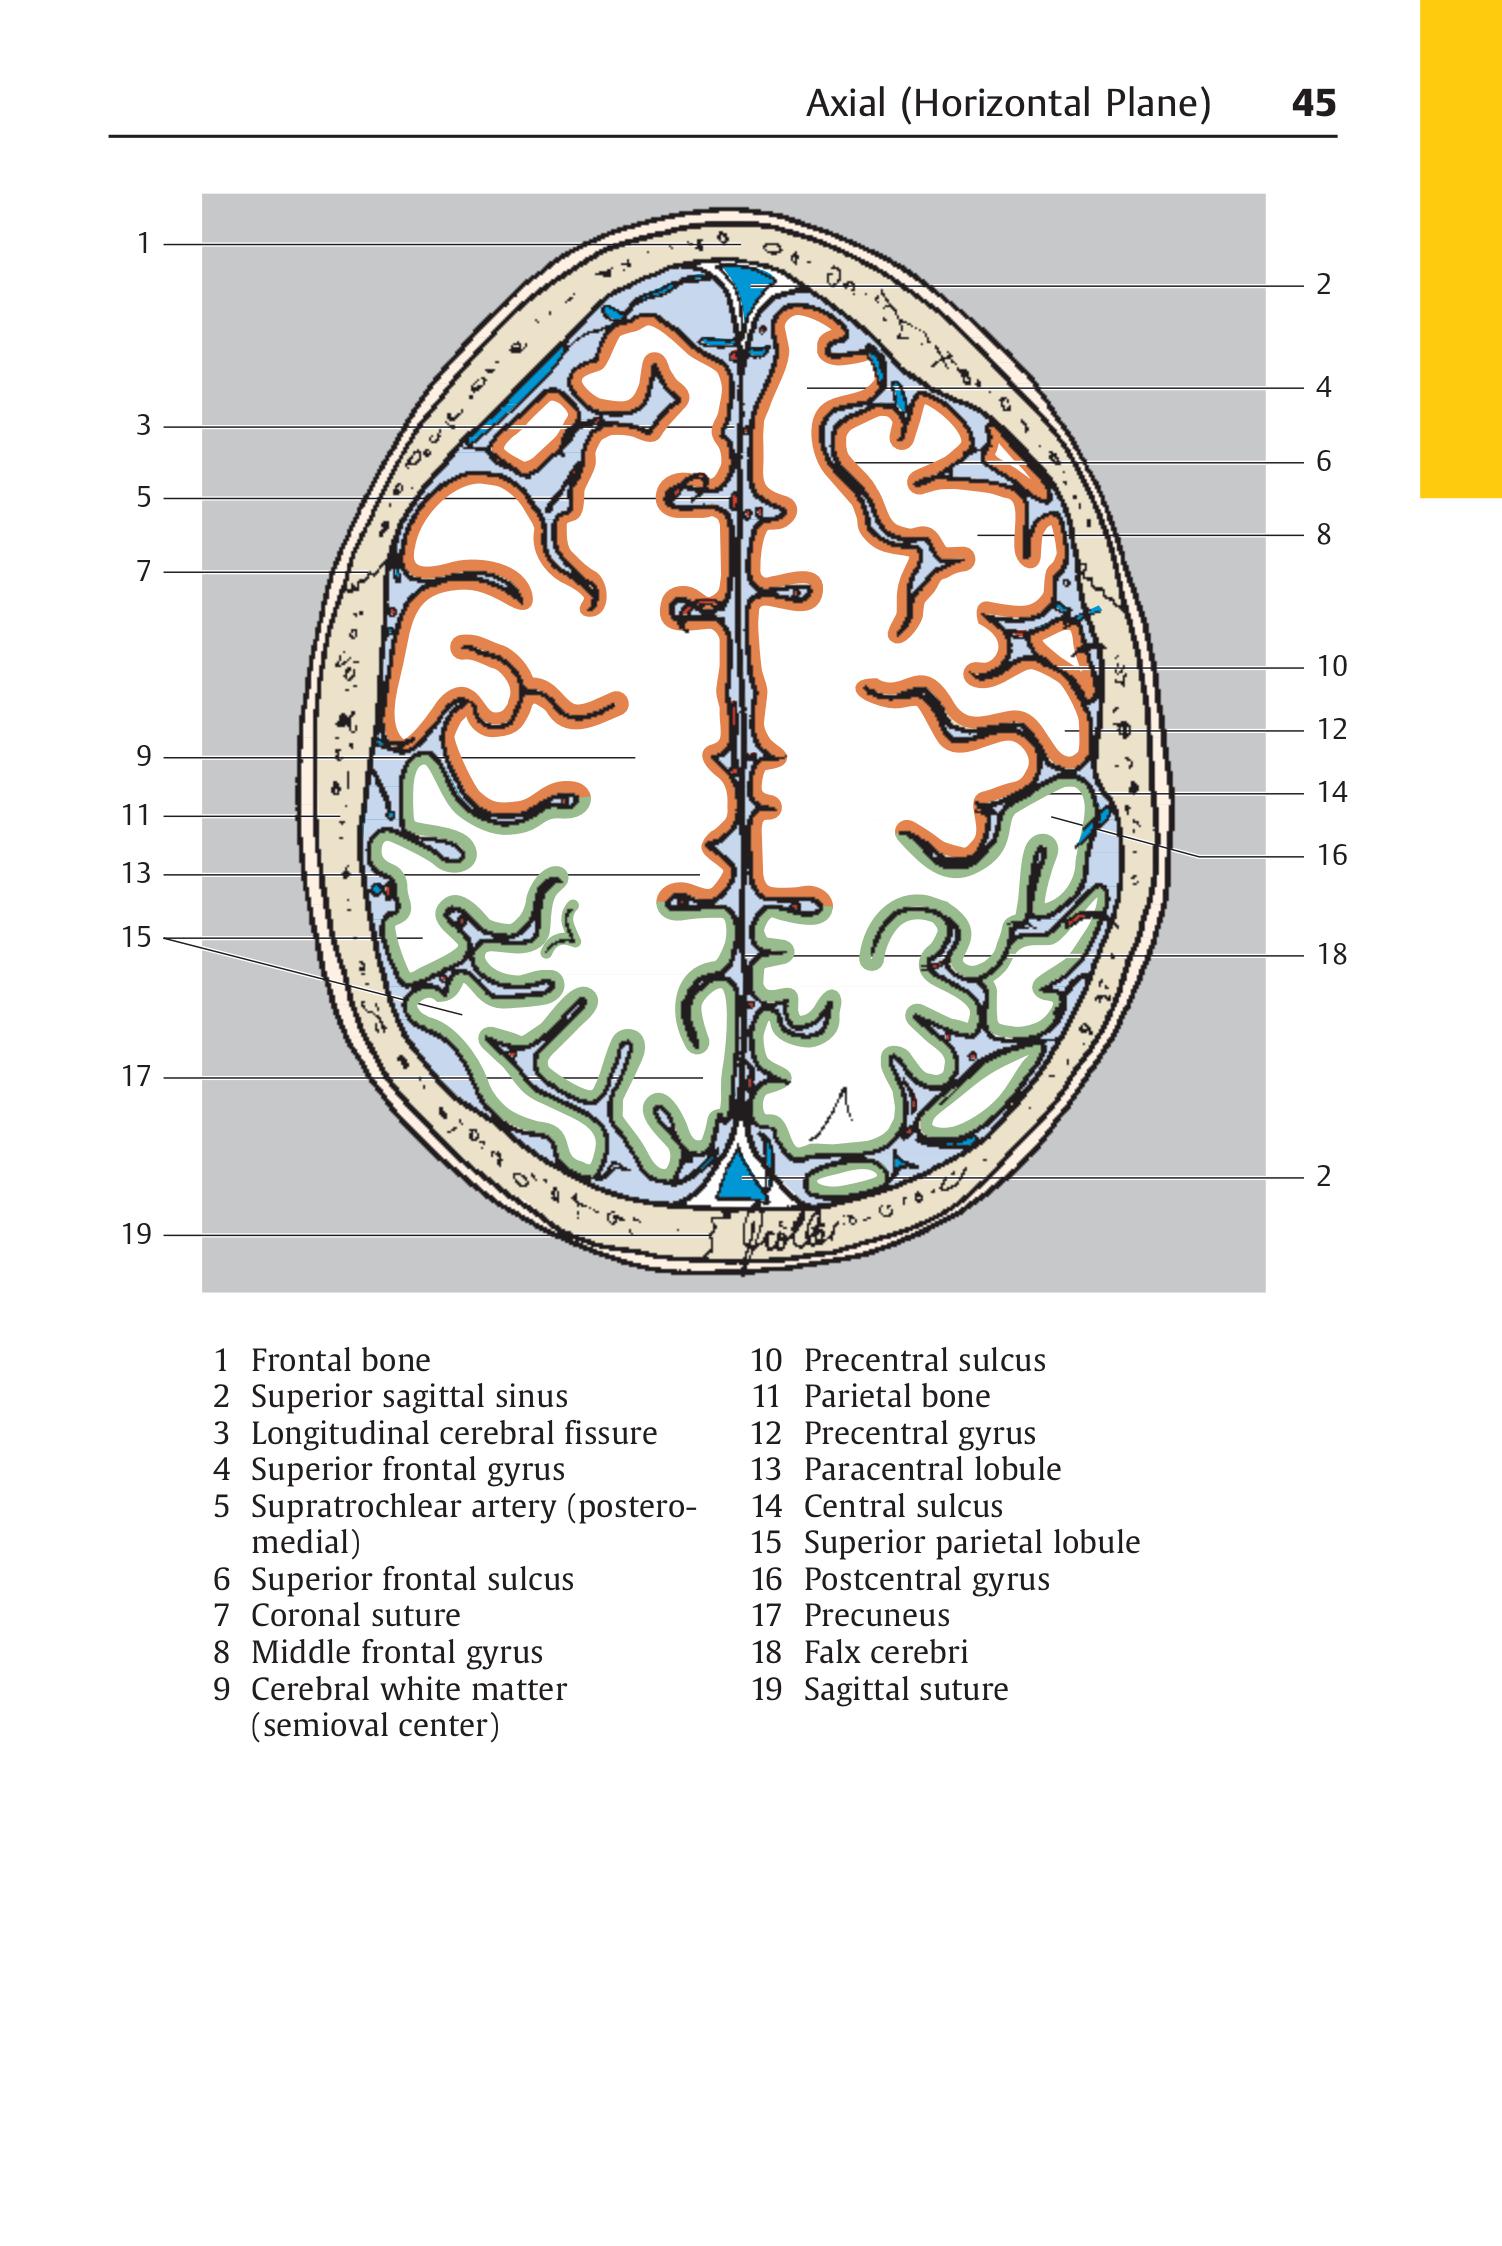 Axial (Horizontal Plane) 45
1
2
3
4
5
6
7
8
9
10
11
12
13
14
15
16
17
18
2
19
1 Frontal bone
2 Superior sagittal sinus
3 Longitudinal cerebral fissure
4 Superior frontal gyrus
5 Supratrochlear artery (postero-
medial)
6 Superior frontal sulcus
7 Coronal suture
8 Middle frontal gyrus
9 Cerebral white matter
(semioval center)
10 Precentral sulcus
11 Parietal bone
12 Precentral gyrus
13 Paracentral lobule
14 Central sulcus
15 Superior parietal lobule
16 Postcentral gyrus
17 Precuneus
18 Falx cerebri
19 Sagittal suture